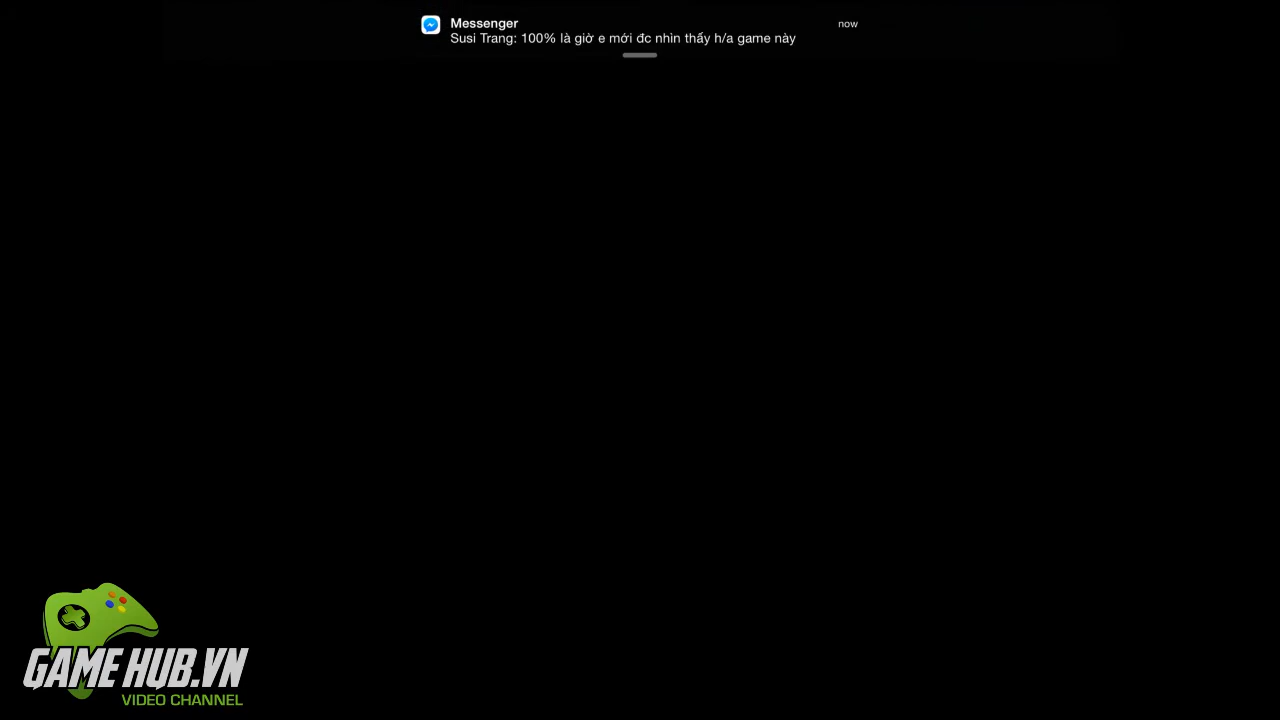 Messenger
now
Susi Trang: 100% là giờ e mới đc nhìn thấy h/a game này
GAME HUB.VN
VIDEO CHANNEL